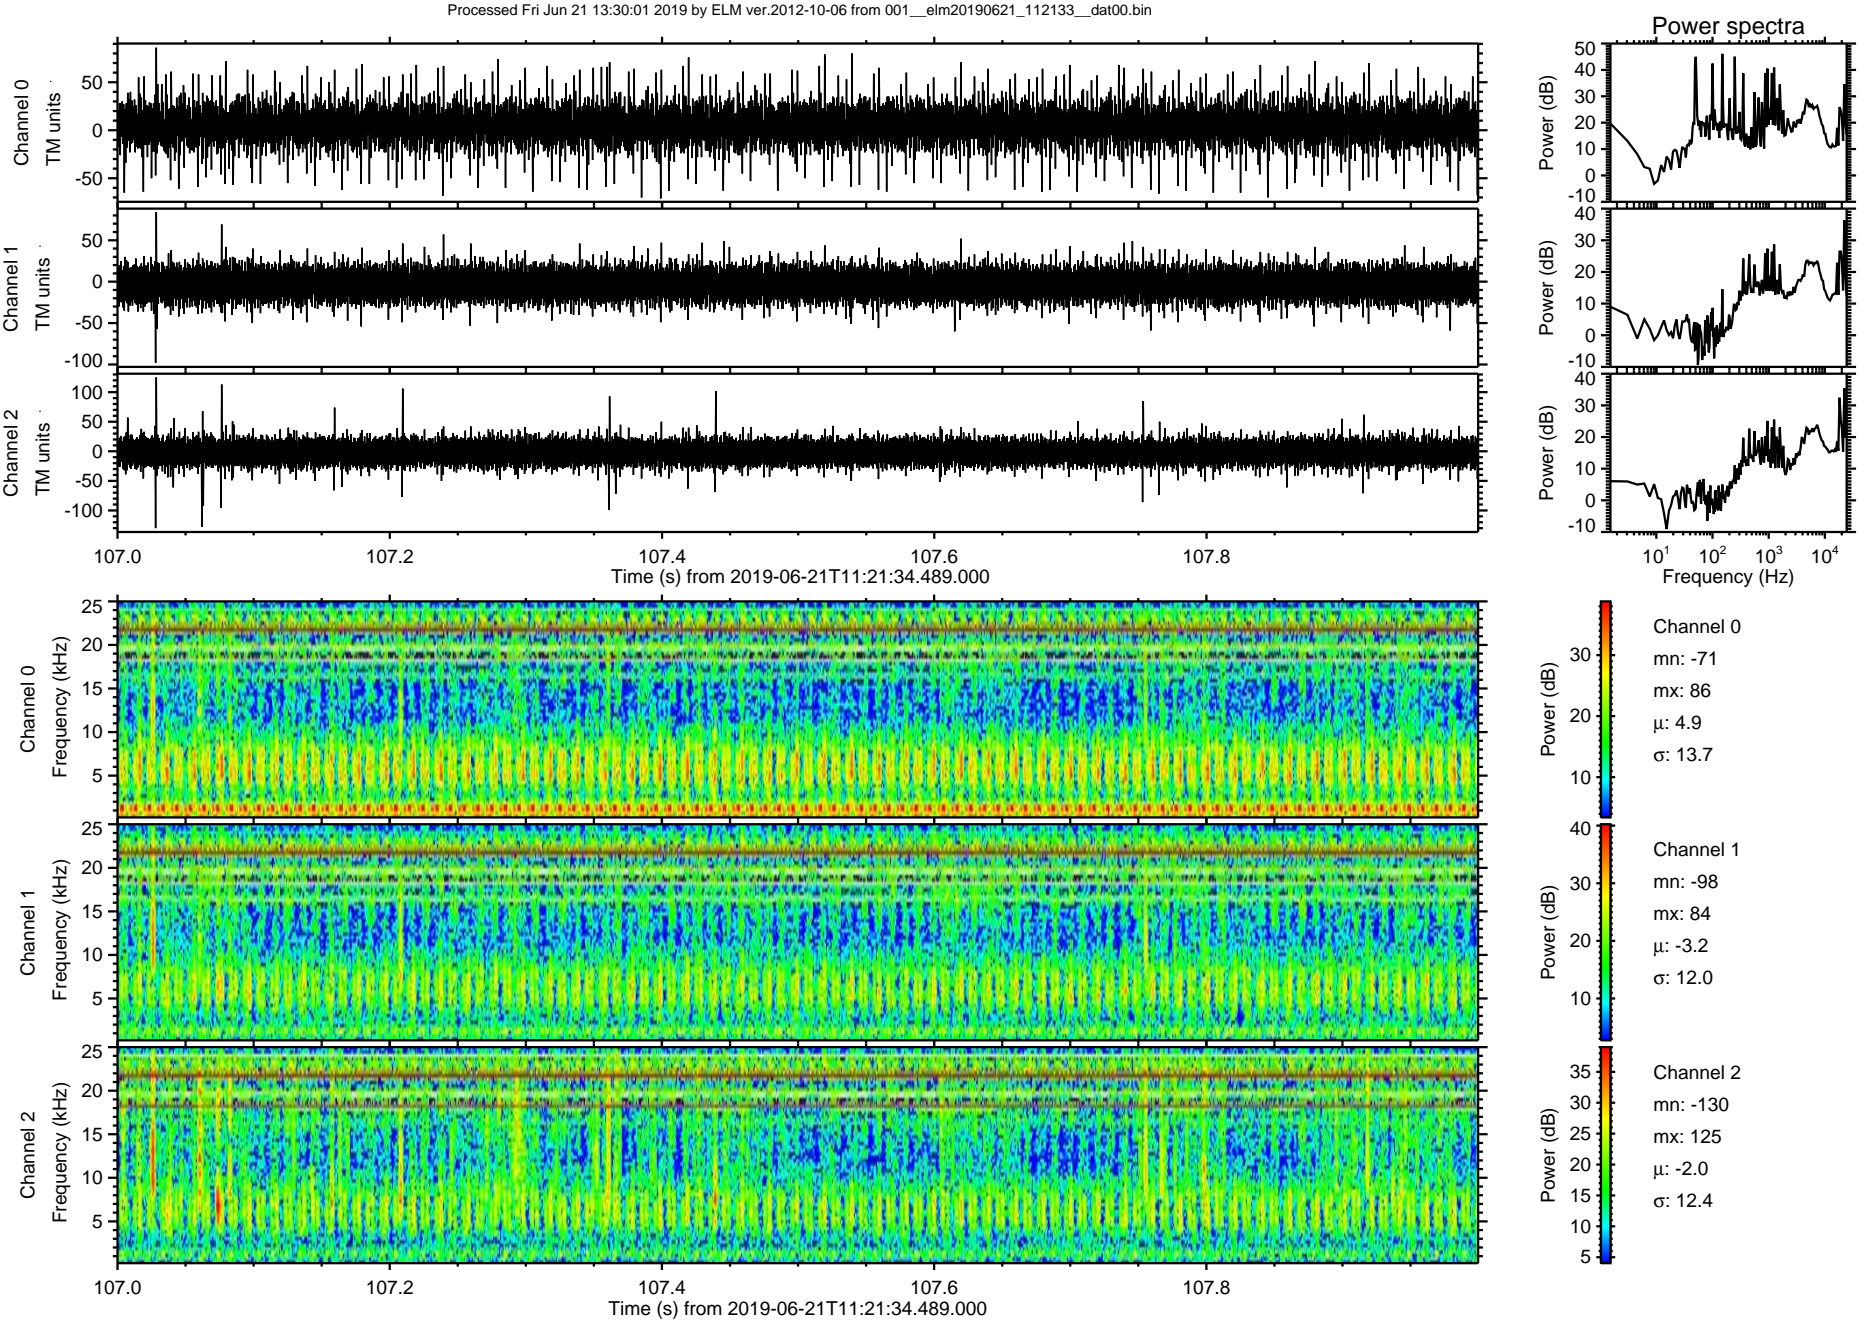 Processed Fri Jun 21 13:30:01 2019 by ELM ver.2012-10-06 from 001__elm20190621_112133__dat00.bin
Power spectra
Channel 0
TM units
50
0
-50
Power (dB)
50
40
30
20
10
0
-10
Channel 1
TM units
50
0
-50
-100
Power (dB)
40
30
20
10
0
-10
Channel 2
TM units
100
50
0
-50
-100
Power (dB)
40
30
20
10
0
-10
107.0 107.2 107.4 107.6 107.8
Time (s) from 2019-06-21T11:21:34.489.000
10¹ 10² 10³ 10⁴
Frequency (Hz)
Channel 0
Frequency (kHz)
25
20
15
10
5
Power (dB)
30
20
10
Channel 0
mn: -71
mx: 86
μ: 4.9
σ: 13.7
Channel 1
Frequency (kHz)
25
20
15
10
5
Power (dB)
40
30
20
10
Channel 1
mn: -98
mx: 84
μ: -3.2
σ: 12.0
Channel 2
Frequency (kHz)
25
20
15
10
5
Power (dB)
35
30
25
20
15
10
5
Channel 2
mn: -130
mx: 125
μ: -2.0
σ: 12.4
107.0 107.2 107.4 107.6 107.8
Time (s) from 2019-06-21T11:21:34.489.000